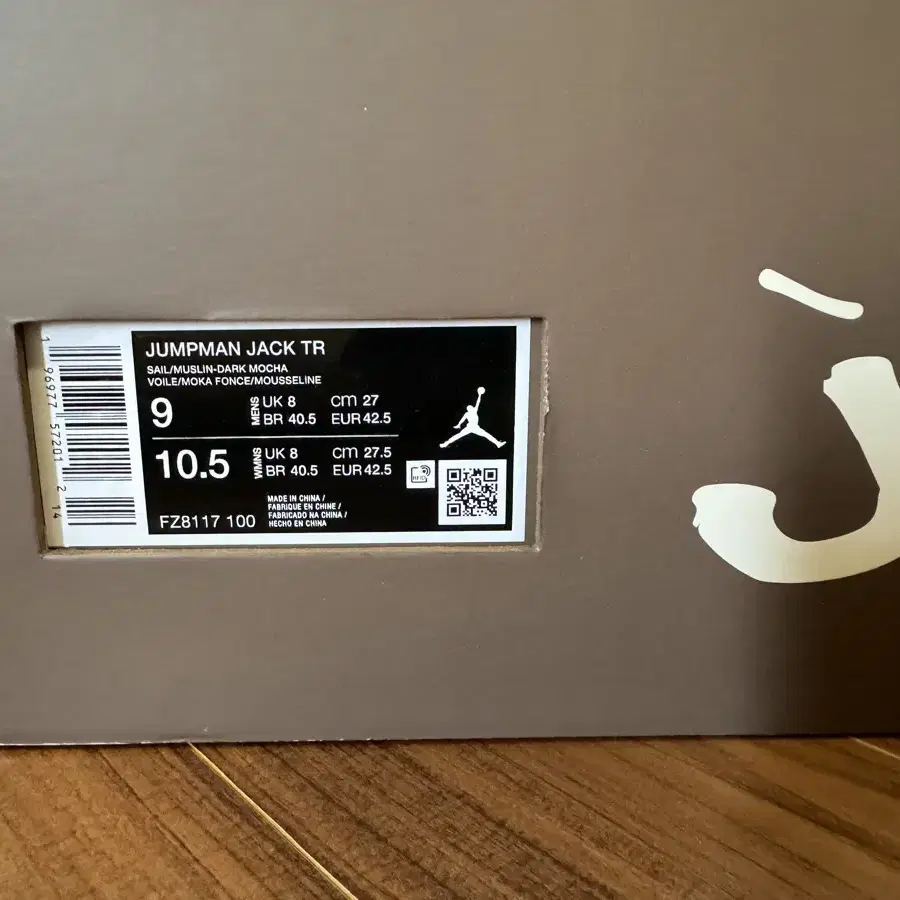 JUMPMAN JACK TR
SAIL/MUSLIN-DARK MOCHA
VOILE/MOKA FONCE/MOUSSELINE
9 MENS UK 8 CM 27
BR 40.5 EUR 42.5
10.5 WMNS UK 8 CM 27.5
BR 40.5 EUR 42.5
FZ8117 100
MADE IN CHINA /
FABRIQUE EN CHINE /
FABRICADO NA CHINA /
HECHO EN CHINA
RFID
1 96977 57201 2 14